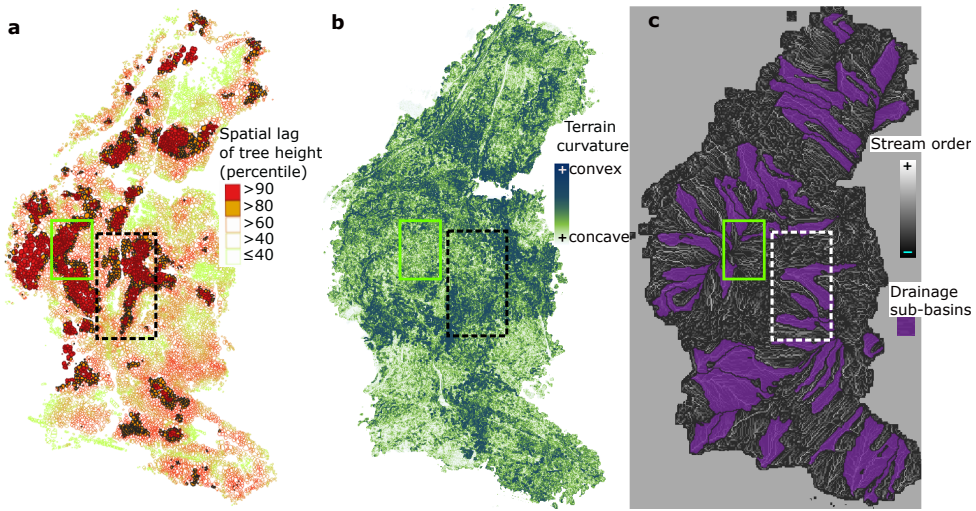 a
Spatial lag
of tree height
(percentile)
>90
>80
>60
>40
≤40
b
Terrain
curvature
+convex
+concave
c
Stream order
+
–
Drainage
sub-basins